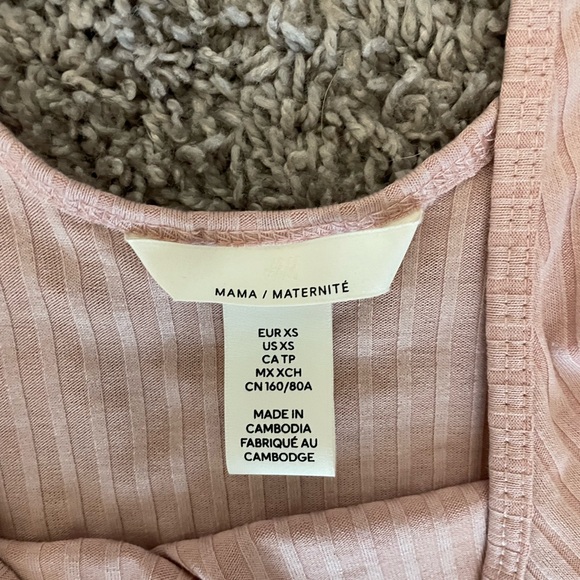 MAMA / MATERNITÉ
EUR XS
US XS
CA TP
MX XCH
CN 160/80A
MADE IN
CAMBODIA
FABRIQUÉ AU
CAMBODGE